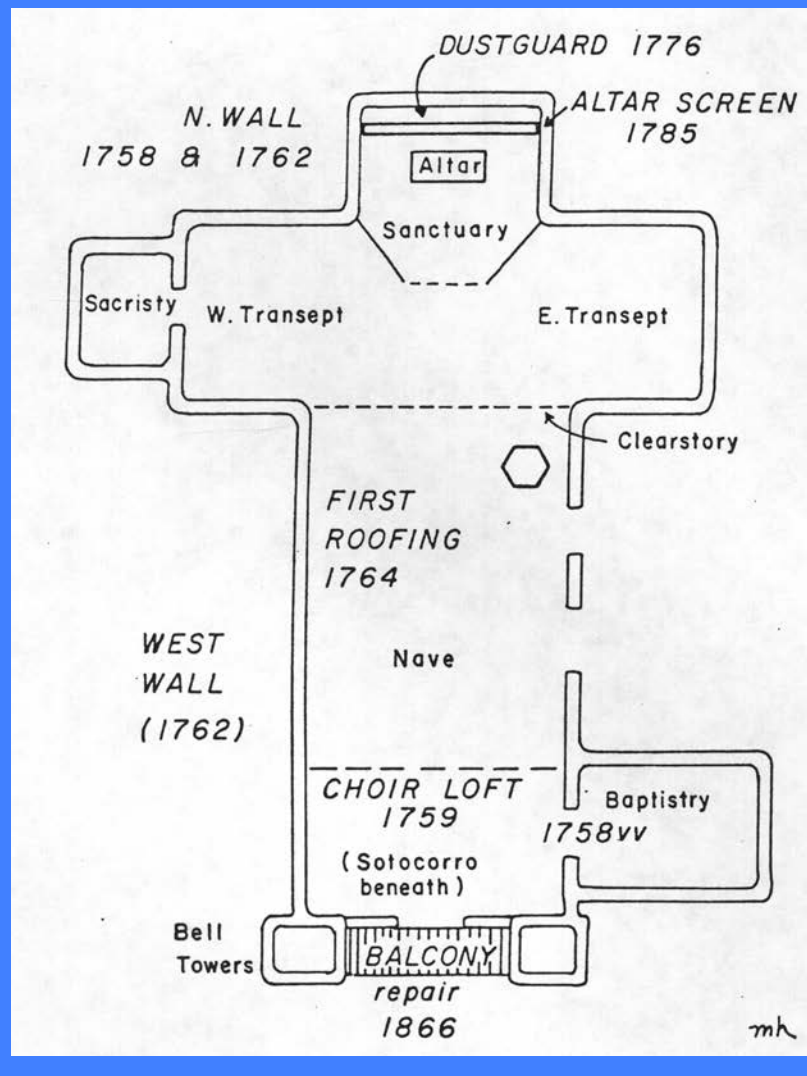 DUSTGUARD 1776
ALTAR SCREEN
1785
N. WALL
1758 & 1762
Altar
Sanctuary
Sacristy
W. Transept
E. Transept
Clearstory
FIRST
ROOFING
1764
WEST
WALL
(1762)
Nave
CHOIR LOFT
1759
Baptistry
1758vv
(Sotocorro
beneath)
Bell
Towers
BALCONY
repair
1866
mh